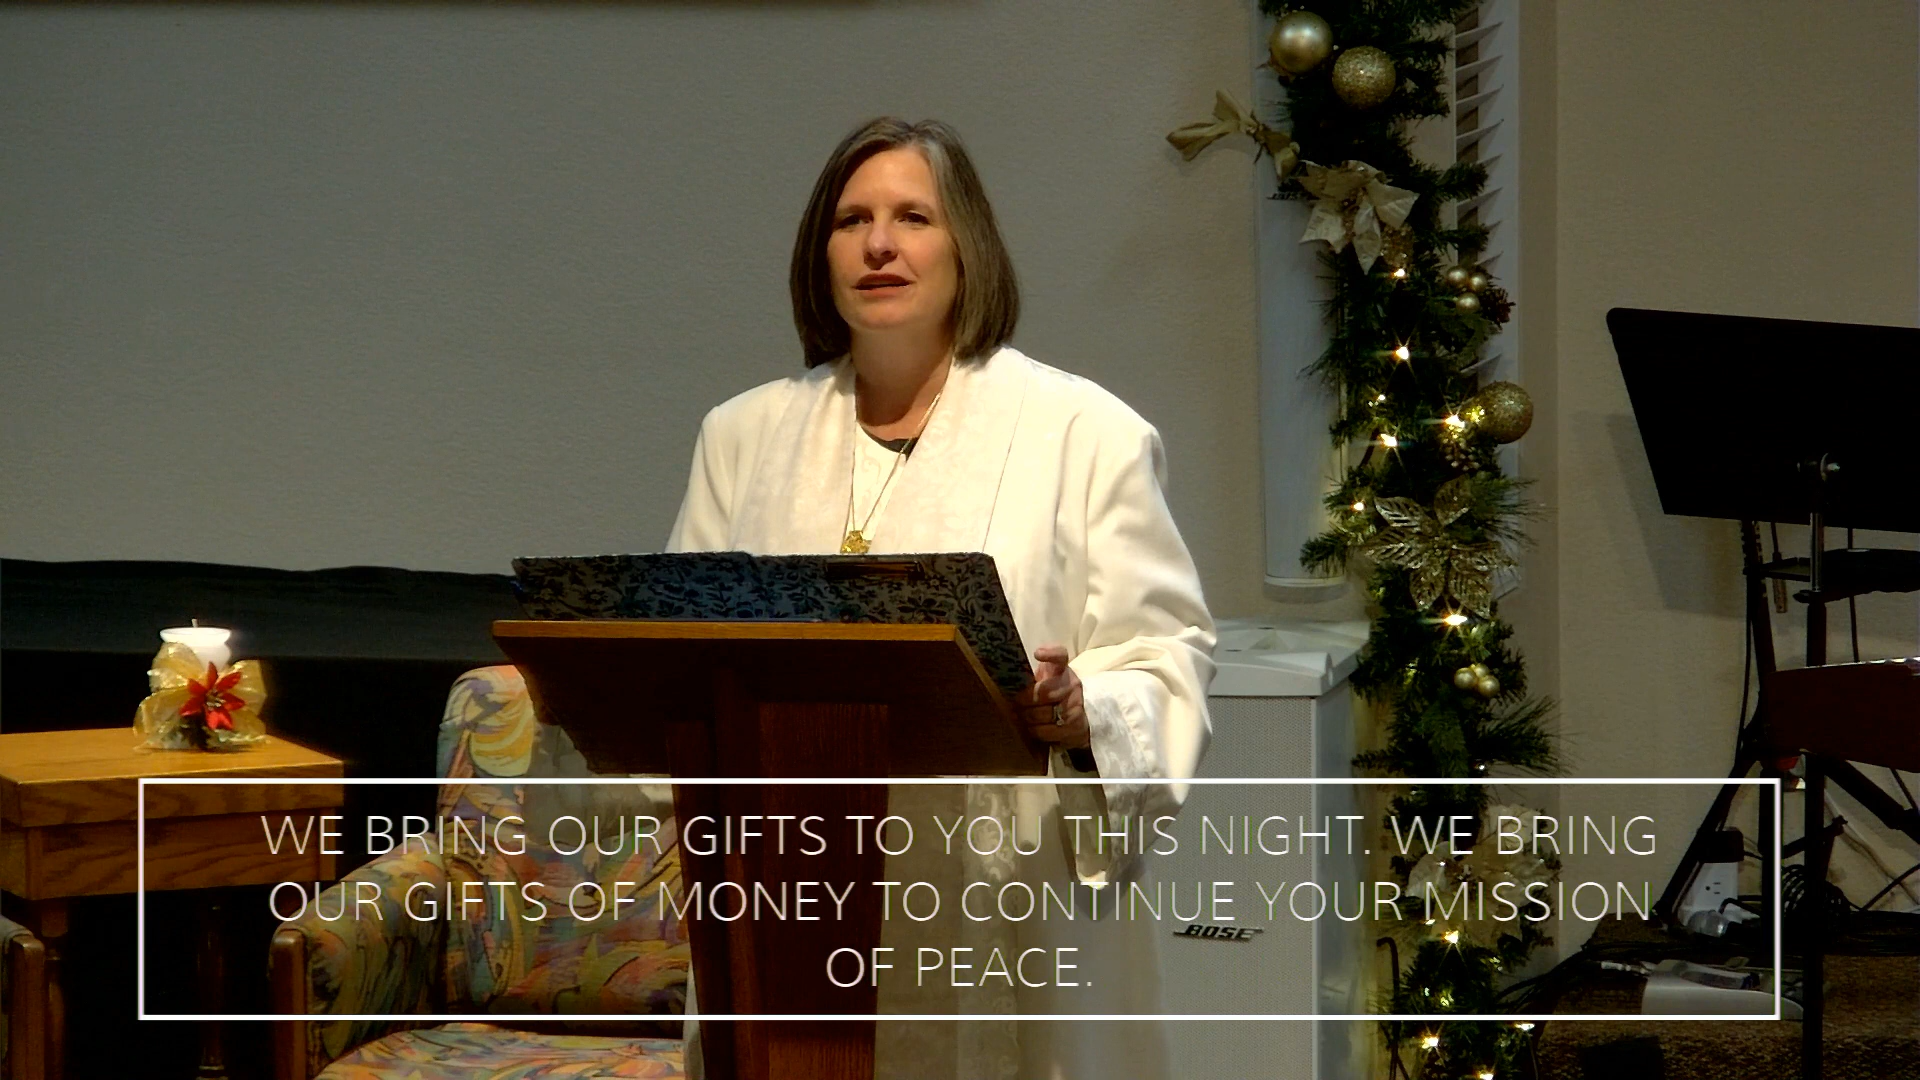 WE BRING OUR GIFTS TO YOU THIS NIGHT. WE BRING
OUR GIFTS OF MONEY TO CONTINUE YOUR MISSION
OF PEACE.
BOSE